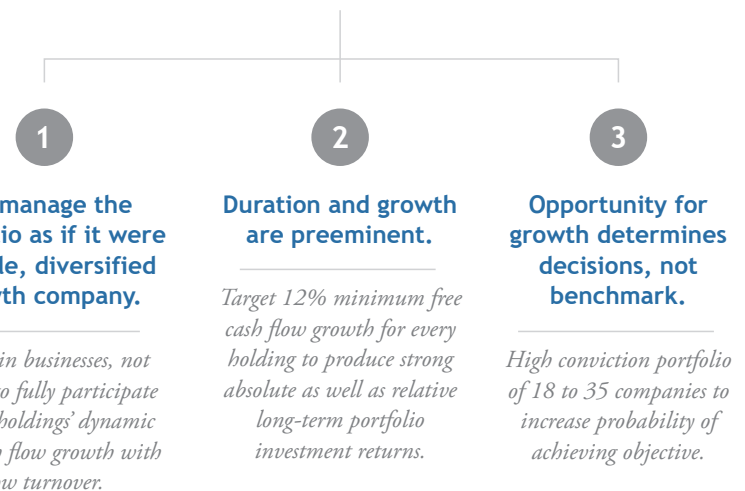 1
manage the
io as if it were
le, diversified
th company.
in businesses, not
o fully participate
holdings’ dynamic
flow growth with
w turnover.
2
Duration and growth
are preeminent.
Target 12% minimum free
cash flow growth for every
holding to produce strong
absolute as well as relative
long-term portfolio
investment returns.
3
Opportunity for
growth determines
decisions, not
benchmark.
High conviction portfolio
of 18 to 35 companies to
increase probability of
achieving objective.